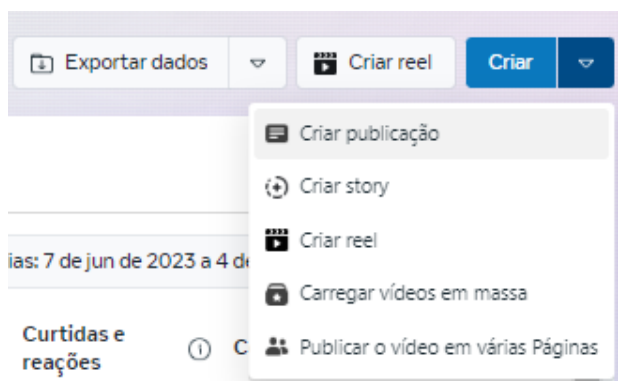 Exportar dados
Criar reel
Criar
Criar publicação
Criar story
Criar reel
ias: 7 de jun de 2023 a 4 de
Carregar vídeos em massa
Curtidas e
reações
C
Publicar o vídeo em várias Páginas